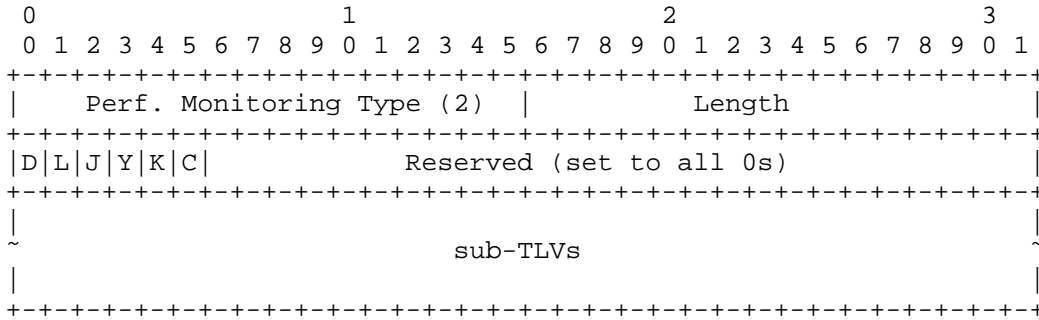 0                   1                   2                   3
 0 1 2 3 4 5 6 7 8 9 0 1 2 3 4 5 6 7 8 9 0 1 2 3 4 5 6 7 8 9 0 1
+-+-+-+-+-+-+-+-+-+-+-+-+-+-+-+-+-+-+-+-+-+-+-+-+-+-+-+-+-+-+-+-+
|    Perf. Monitoring Type (2)  |          Length               |
+-+-+-+-+-+-+-+-+-+-+-+-+-+-+-+-+-+-+-+-+-+-+-+-+-+-+-+-+-+-+-+-+
|D|L|J|Y|K|C|            Reserved (set to all 0s)               |
+-+-+-+-+-+-+-+-+-+-+-+-+-+-+-+-+-+-+-+-+-+-+-+-+-+-+-+-+-+-+-+-+
|                                                               |
~                           sub-TLVs                            ~
|                                                               |
+-+-+-+-+-+-+-+-+-+-+-+-+-+-+-+-+-+-+-+-+-+-+-+-+-+-+-+-+-+-+-+-+